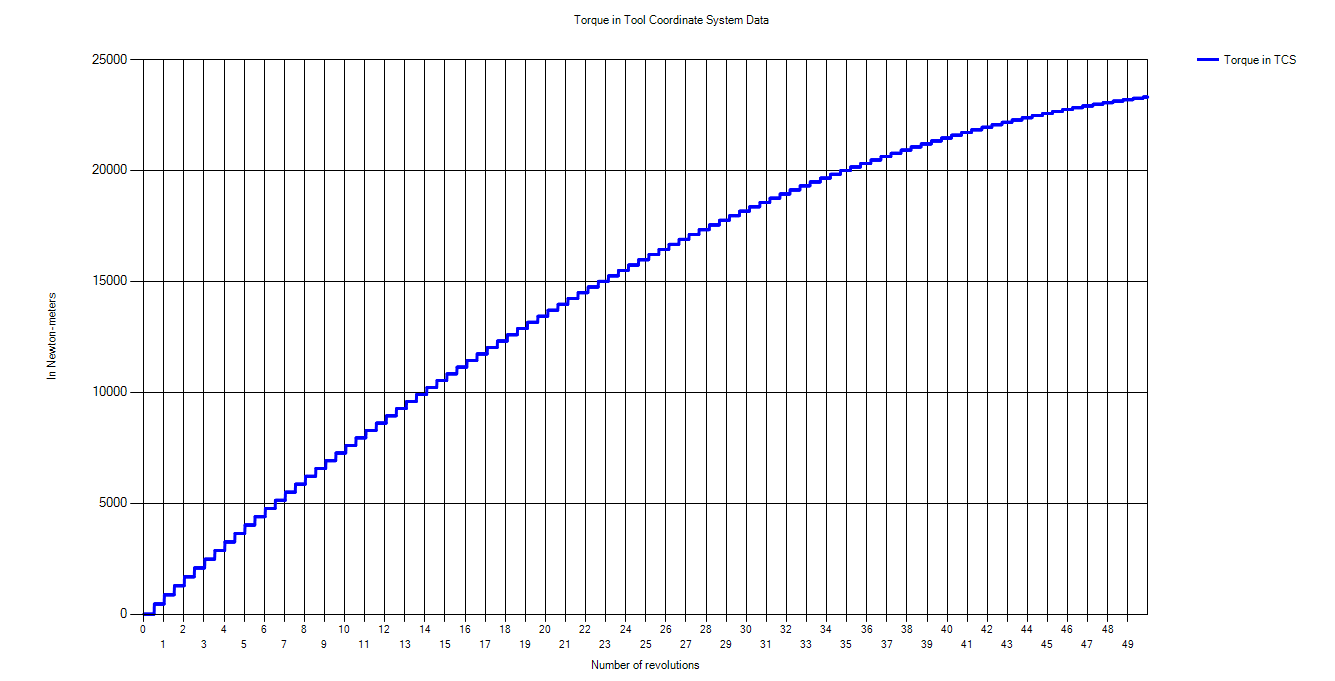 Torque in Tool Coordinate System Data
Torque in TCS
25000
20000
15000
10000
5000
0
In Newton-meters
0 2 4 6 8 10 12 14 16 18 20 22 24 26 28 30 32 34 36 38 40 42 44 46 48
1 3 5 7 9 11 13 15 17 19 21 23 25 27 29 31 33 35 37 39 41 43 45 47 49
Number of revolutions